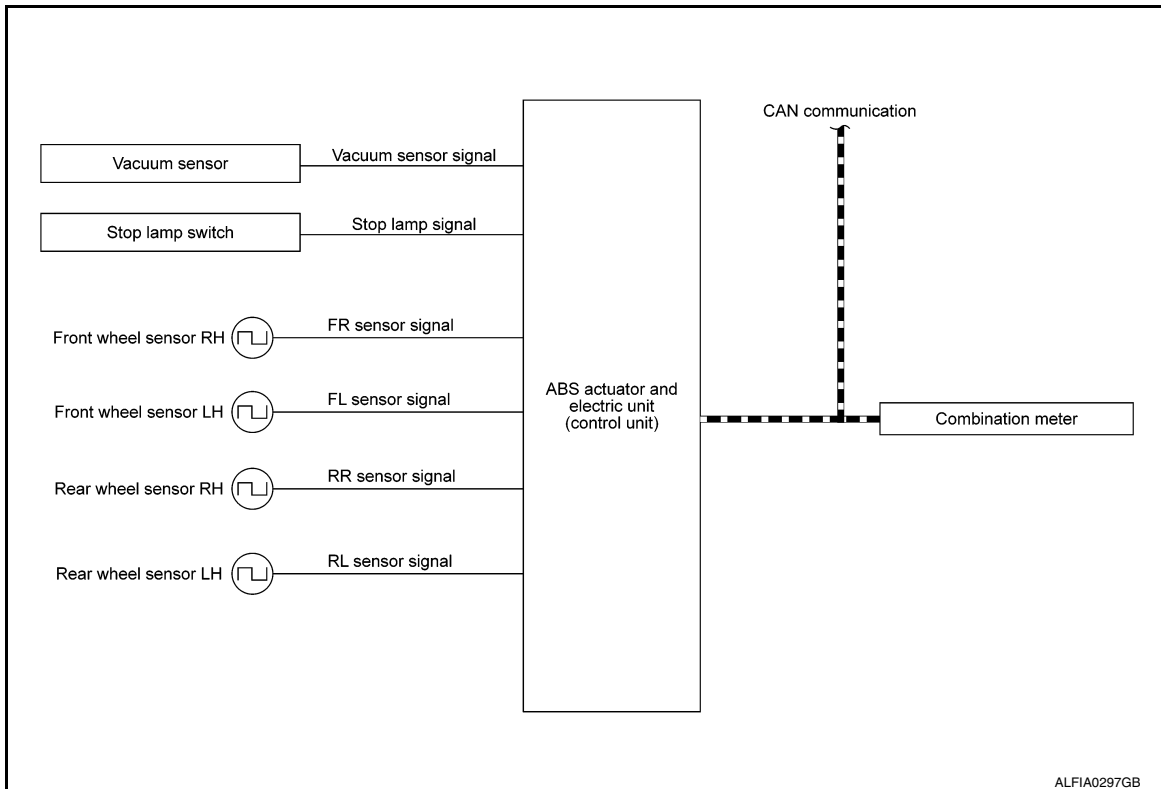 CAN communication
Vacuum sensor
Vacuum sensor signal
Stop lamp switch
Stop lamp signal
Front wheel sensor RH
FR sensor signal
Front wheel sensor LH
FL sensor signal
ABS actuator and
electric unit
(control unit)
Combination meter
Rear wheel sensor RH
RR sensor signal
Rear wheel sensor LH
RL sensor signal
ALFIA0297GB